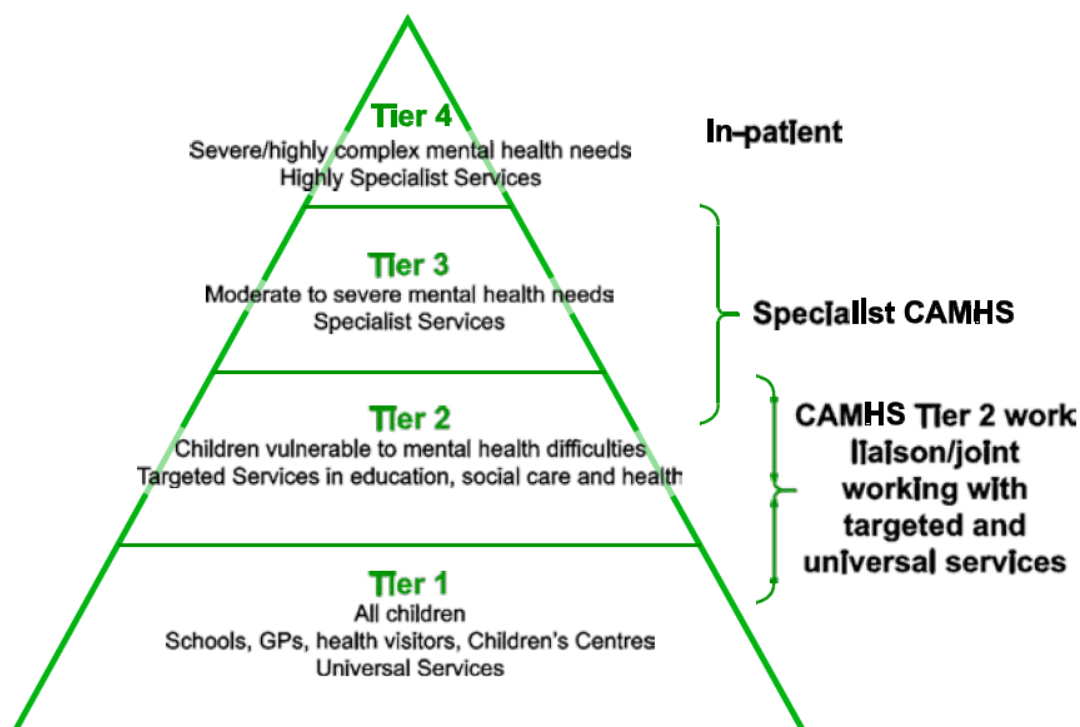 Tier 4
Severe/highly complex mental health needs
Highly Specialist Services
In-patient
Tier 3
Moderate to severe mental health needs
Specialist Services
Specialist CAMHS
Tier 2
Children vulnerable to mental health difficulties
Targeted Services in education, social care and health
CAMHS Tier 2 work
liaison/joint
working with
targeted and
universal services
Tier 1
All children
Schools, GPs, health visitors, Children's Centres
Universal Services